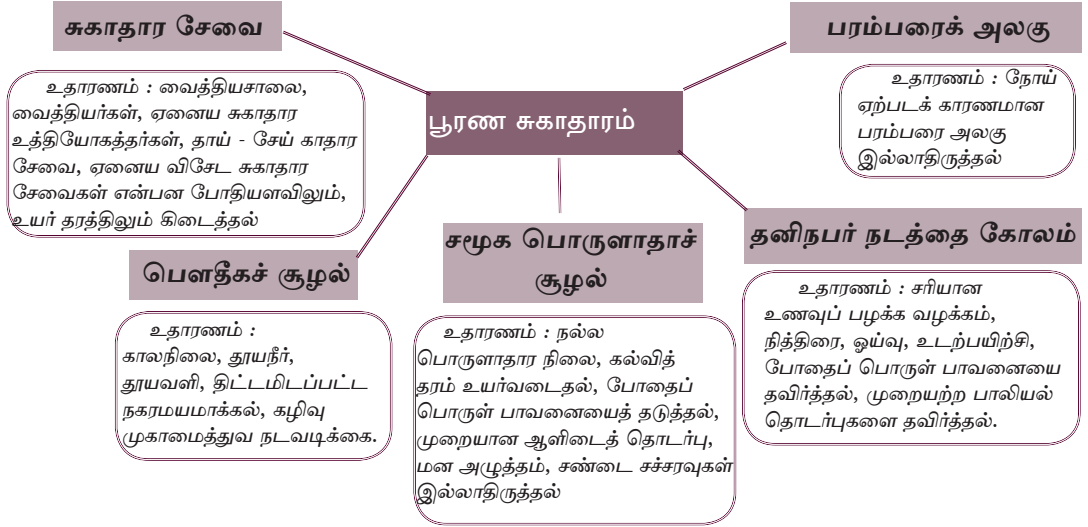 சுகாதார சேவை
உதாரணம் : வைத்தியசாலை,
வைத்தியர்கள், ஏனைய சுகாதார
உத்தியோகத்தர்கள், தாய் - சேய் காதார
சேவை, ஏனைய விசேட சுகாதார
சேவைகள் என்பன போதியளவிலும்,
உயர் தரத்திலும் கிடைத்தல்
பரம்பரைக் அலகு
உதாரணம் : நோய்
ஏற்படக் காரணமான
பரம்பரை அலகு
இல்லாதிருத்தல்
பூரண சுகாதாரம்
பௌதீகச் சூழல்
உதாரணம் :
காலநிலை, தூயநீர்,
தூயவளி, திட்டமிடப்பட்ட
நகரமயமாக்கல், கழிவு
முகாமைத்துவ நடவடிக்கை.
சமூக பொருளாதாச்
சூழல்
உதாரணம் : நல்ல
பொருளாதார நிலை, கல்வித்
தரம் உயர்வடைதல், போதைப்
பொருள் பாவனையைத் தடுத்தல்,
முறையான ஆளிடைத் தொடர்பு,
மன அழுத்தம், சண்டை சச்சரவுகள்
இல்லாதிருத்தல்
தனிநபர் நடத்தை கோலம்
உதாரணம் : சரியான
உணவுப் பழக்க வழக்கம்,
நித்திரை, ஓய்வு, உடற்பயிற்சி,
போதைப் பொருள் பாவனையை
தவிர்த்தல், முறையற்ற பாலியல்
தொடர்புகளை தவிர்த்தல்.